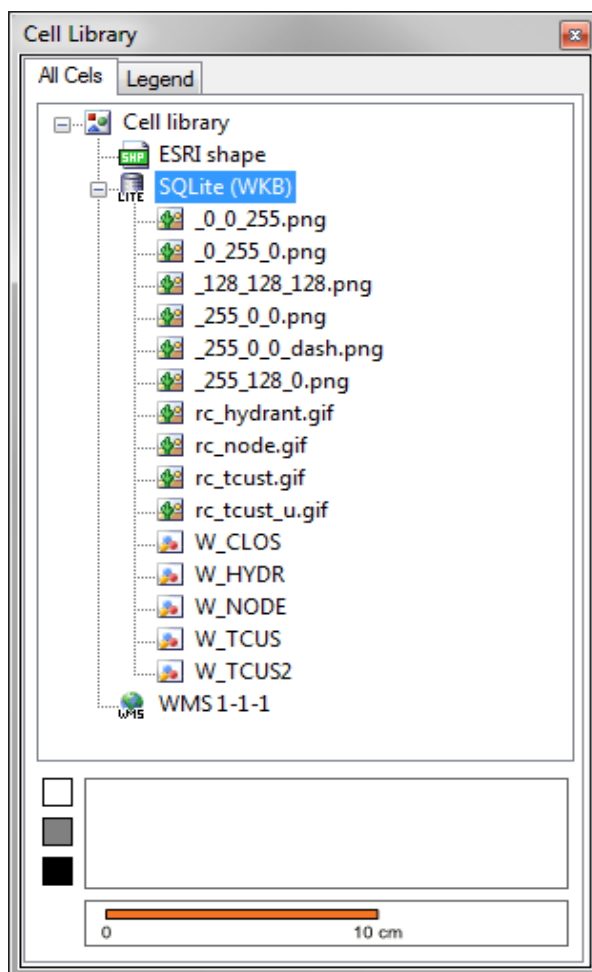 Cell Library
All Cels Legend
Cell library
SHP ESRI shape
LITE SQLite (WKB)
_0_0_255.png
_0_255_0.png
_128_128_128.png
_255_0_0.png
_255_0_0_dash.png
_255_128_0.png
rc_hydrant.gif
rc_node.gif
rc_tcust.gif
rc_tcust_u.gif
W_CLOS
W_HYDR
W_NODE
W_TCUS
W_TCUS2
WMS WMS 1-1-1
0 10 cm